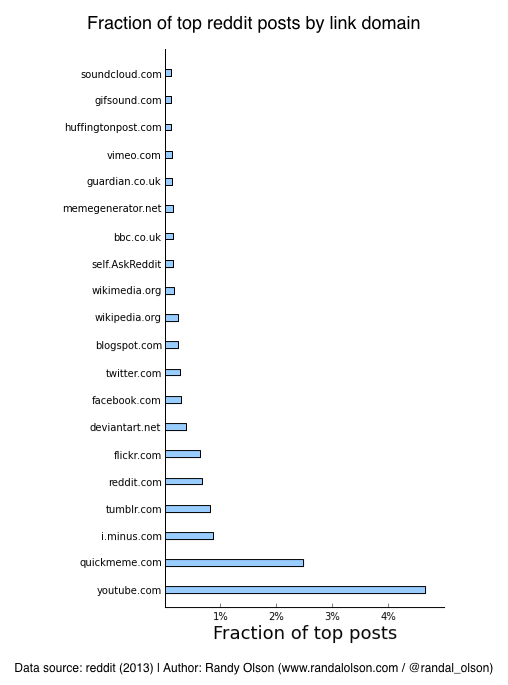 Fraction of top reddit posts by link domain
soundcloud.com
gifsound.com
huffingtonpost.com
vimeo.com
guardian.co.uk
memegenerator.net
bbc.co.uk
self.AskReddit
wikimedia.org
wikipedia.org
blogspot.com
twitter.com
facebook.com
deviantart.net
flickr.com
reddit.com
tumblr.com
i.minus.com
quickmeme.com
youtube.com
1% 2% 3% 4%
Fraction of top posts
Data source: reddit (2013) | Author: Randy Olson (www.randalolson.com / @randal_olson)